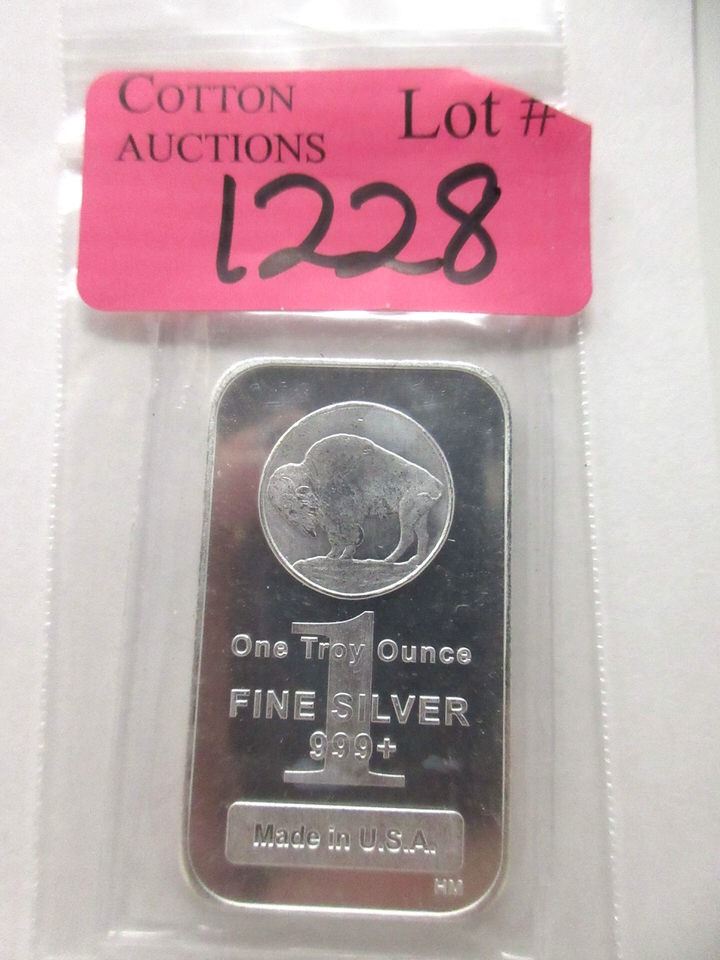 COTTON
AUCTIONS
Lot #
1228
1
One Troy Ounce
FINE SILVER
999+
Made in U.S.A.
HM